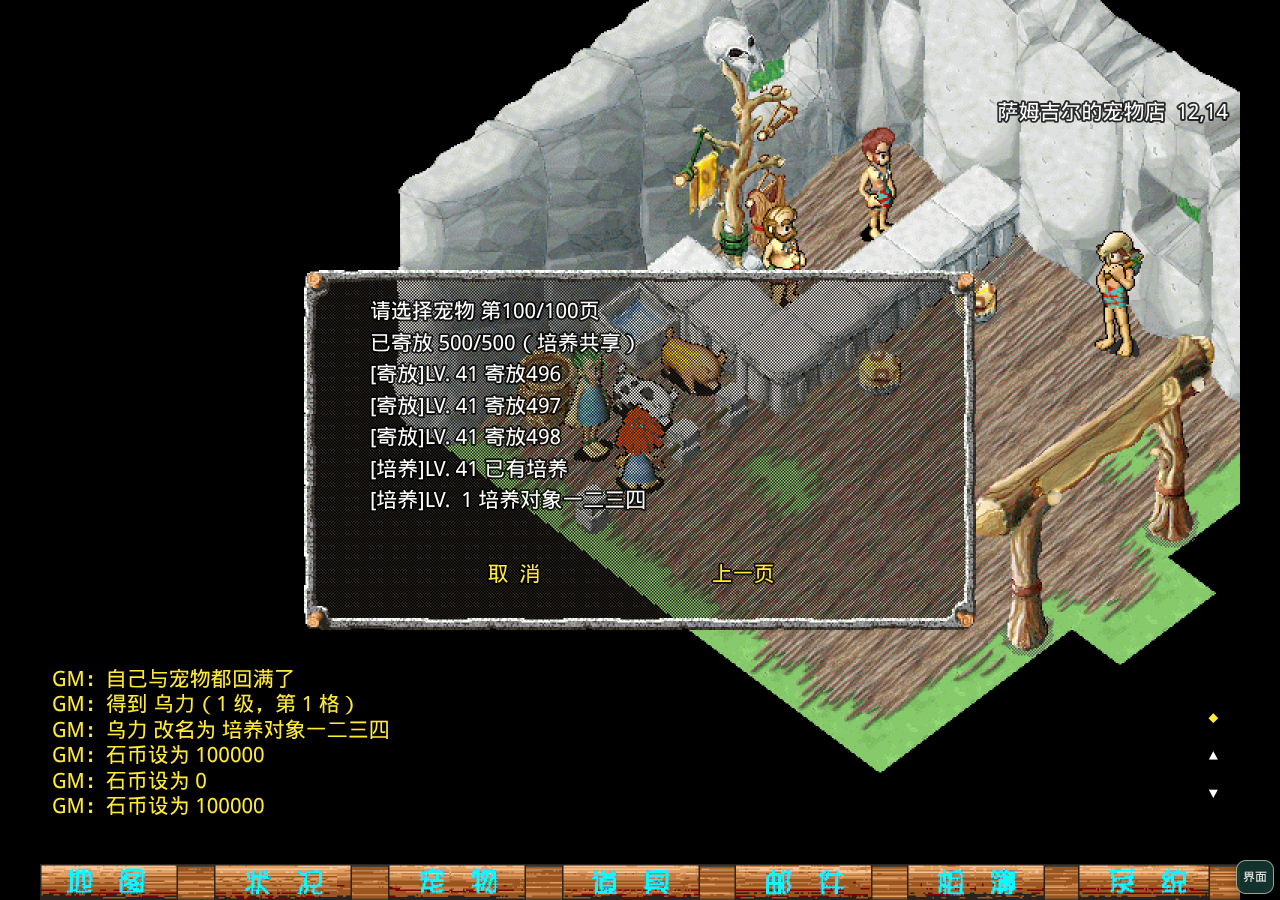 萨姆吉尔的宠物店 12,14
请选择宠物 第100/100页
已寄放 500/500（培养共享）
[寄放]LV. 41 寄放496
[寄放]LV. 41 寄放497
[寄放]LV. 41 寄放498
[培养]LV. 41 已有培养
[培养]LV. 1 培养对象一二三四
取 消 上一页
GM：自己与宠物都回满了
GM：得到 乌力（1 级，第 1 格）
GM：乌力 改名为 培养对象一二三四
GM：石币设为 100000
GM：石币设为 0
GM：石币设为 100000
地 图 状 况 宠 物 道 具 邮 件 相 簿 系 统 界面